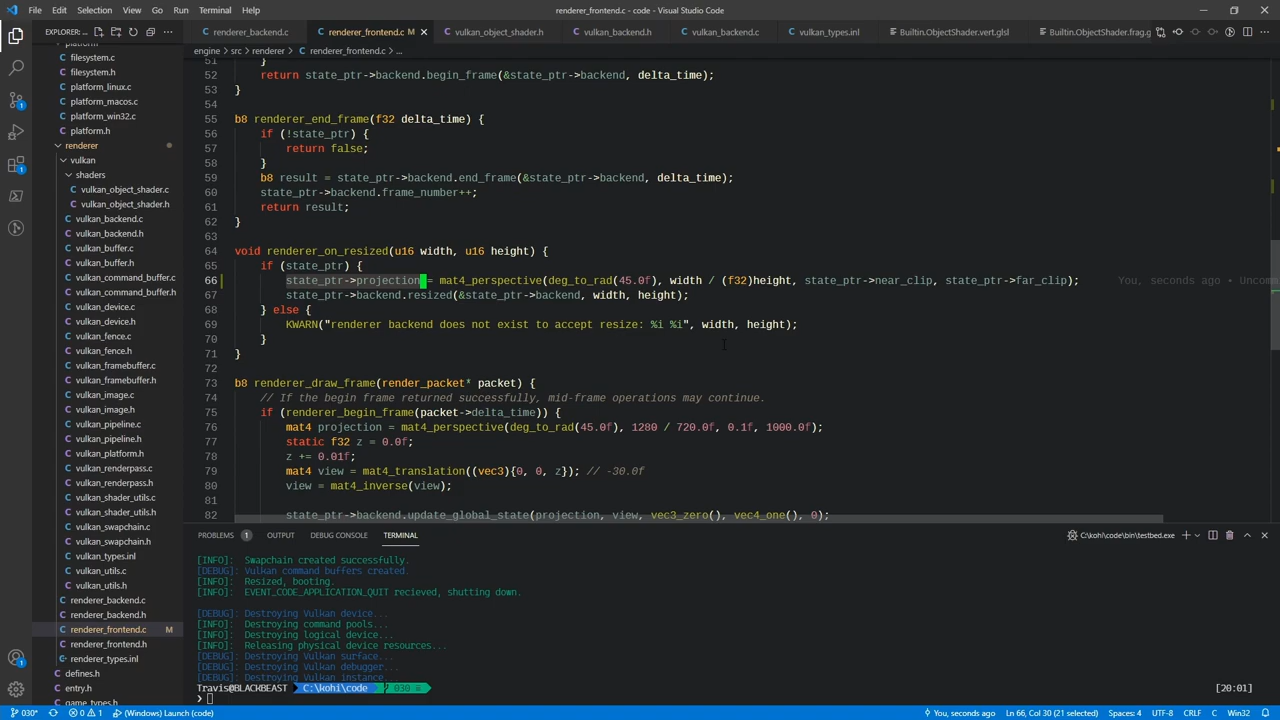 File Edit Selection View Go Run Terminal Help
renderer_frontend.c - code - Visual Studio Code
EXPLORER: ...
renderer_backend.c
renderer_frontend.c M
vulkan_object_shader.h
vulkan_backend.h
vulkan_backend.c
vulkan_types.inl
Builtin.ObjectShader.vert.glsl
Builtin.ObjectShader.frag.g
engine > src > renderer > C renderer_frontend.c > ...
platform
filesystem.c
filesystem.h
platform_linux.c
platform_macos.c
platform_win32.c
platform.h
renderer
vulkan
shaders
vulkan_object_shader.c
vulkan_object_shader.h
vulkan_backend.c
vulkan_backend.h
vulkan_buffer.c
vulkan_buffer.h
vulkan_command_buffer.c
vulkan_command_buffer.h
vulkan_device.c
vulkan_device.h
vulkan_fence.c
vulkan_fence.h
vulkan_framebuffer.c
vulkan_framebuffer.h
vulkan_image.c
vulkan_image.h
vulkan_pipeline.c
vulkan_pipeline.h
vulkan_platform.h
vulkan_renderpass.c
vulkan_renderpass.h
vulkan_shader_utils.c
vulkan_shader_utils.h
vulkan_swapchain.c
vulkan_swapchain.h
vulkan_types.inl
vulkan_utils.c
vulkan_utils.h
renderer_backend.c
renderer_backend.h
renderer_frontend.c M
renderer_frontend.h
renderer_types.inl
defines.h
entry.h
game_types.h
51 }
52 return state_ptr->backend.begin_frame(&state_ptr->backend, delta_time);
53 }
54
55 b8 renderer_end_frame(f32 delta_time) {
56 if (!state_ptr) {
57 return false;
58 }
59 b8 result = state_ptr->backend.end_frame(&state_ptr->backend, delta_time);
60 state_ptr->backend.frame_number++;
61 return result;
62 }
63
64 void renderer_on_resized(u16 width, u16 height) {
65 if (state_ptr) {
66 state_ptr->projection = mat4_perspective(deg_to_rad(45.0f), width / (f32)height, state_ptr->near_clip, state_ptr->far_clip); You, seconds ago • Uncomm
67 state_ptr->backend.resized(&state_ptr->backend, width, height);
68 } else {
69 KWARN("renderer backend does not exist to accept resize: %i %i", width, height);
70 }
71 }
72
73 b8 renderer_draw_frame(render_packet* packet) {
74 // If the begin frame returned successfully, mid-frame operations may continue.
75 if (renderer_begin_frame(packet->delta_time)) {
76 mat4 projection = mat4_perspective(deg_to_rad(45.0f), 1280 / 720.0f, 0.1f, 1000.0f);
77 static f32 z = 0.0f;
78 z += 0.01f;
79 mat4 view = mat4_translation((vec3){0, 0, z}); // -30.0f
80 view = mat4_inverse(view);
81
82 state_ptr->backend.update_global_state(projection, view, vec3_zero(), vec4_one(), 0);
PROBLEMS 1 OUTPUT DEBUG CONSOLE TERMINAL
C:\kohi\code\bin\testbed.exe
[INFO]: Swapchain created successfully.
[DEBUG]: Vulkan command buffers created.
[INFO]: Resized, booting.
[INFO]: EVENT_CODE_APPLICATION_QUIT recieved, shutting down.
[DEBUG]: Destroying Vulkan device...
[INFO]: Destroying command pools...
[INFO]: Destroying logical device...
[INFO]: Releasing physical device resources...
[DEBUG]: Destroying Vulkan surface...
[DEBUG]: Destroying Vulkan debugger...
[DEBUG]: Destroying Vulkan instance...
Travis@BLACKBEAST C:\kohi\code 030 ≡ [20:01]
❯
030* 0 1 (Windows) Launch (code)
You, seconds ago Ln 66, Col 30 (21 selected) Spaces: 4 UTF-8 CRLF C Win32